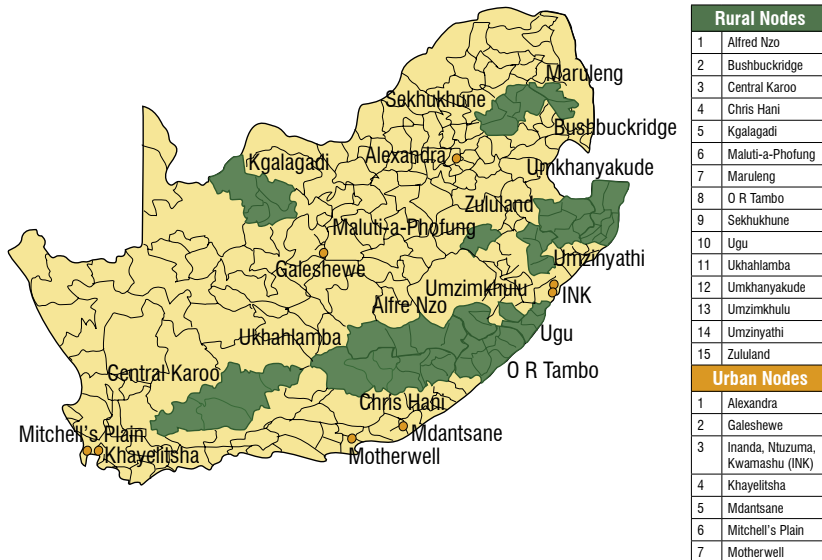 Maruleng
Sekhukhune
Bushbuckridge
Kgalagadi
Alexandra
Umkhanyakude
Zululand
Maluti-a-Phofung
Galeshewe
Umzinyathi
Umzimkhulu
INK
Alfre Nzo
Ugu
Ukhahlamba
O R Tambo
Central Karoo
Chris Hani
Mdantsane
Mitchell's Plain
Khayelitsha
Motherwell
Rural Nodes
1 Alfred Nzo
2 Bushbuckridge
3 Central Karoo
4 Chris Hani
5 Kgalagadi
6 Maluti-a-Phofung
7 Maruleng
8 O R Tambo
9 Sekhukhune
10 Ugu
11 Ukhahlamba
12 Umkhanyakude
13 Umzimkhulu
14 Umzinyathi
15 Zululand
Urban Nodes
1 Alexandra
2 Galeshewe
3 Inanda, Ntuzuma,
Kwamashu (INK)
4 Khayelitsha
5 Mdantsane
6 Mitchell's Plain
7 Motherwell